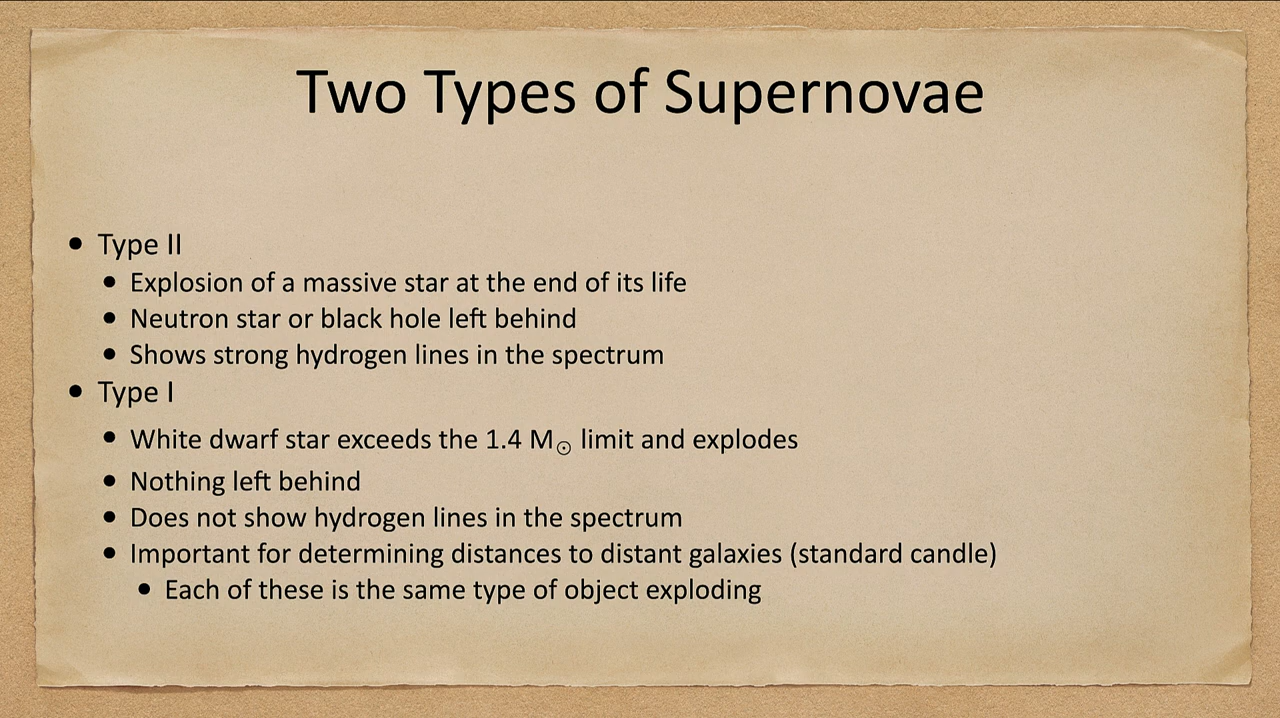 Two Types of Supernovae
• Type II
• Explosion of a massive star at the end of its life
• Neutron star or black hole left behind
• Shows strong hydrogen lines in the spectrum
• Type I
• White dwarf star exceeds the 1.4 M☉ limit and explodes
• Nothing left behind
• Does not show hydrogen lines in the spectrum
• Important for determining distances to distant galaxies (standard candle)
• Each of these is the same type of object exploding